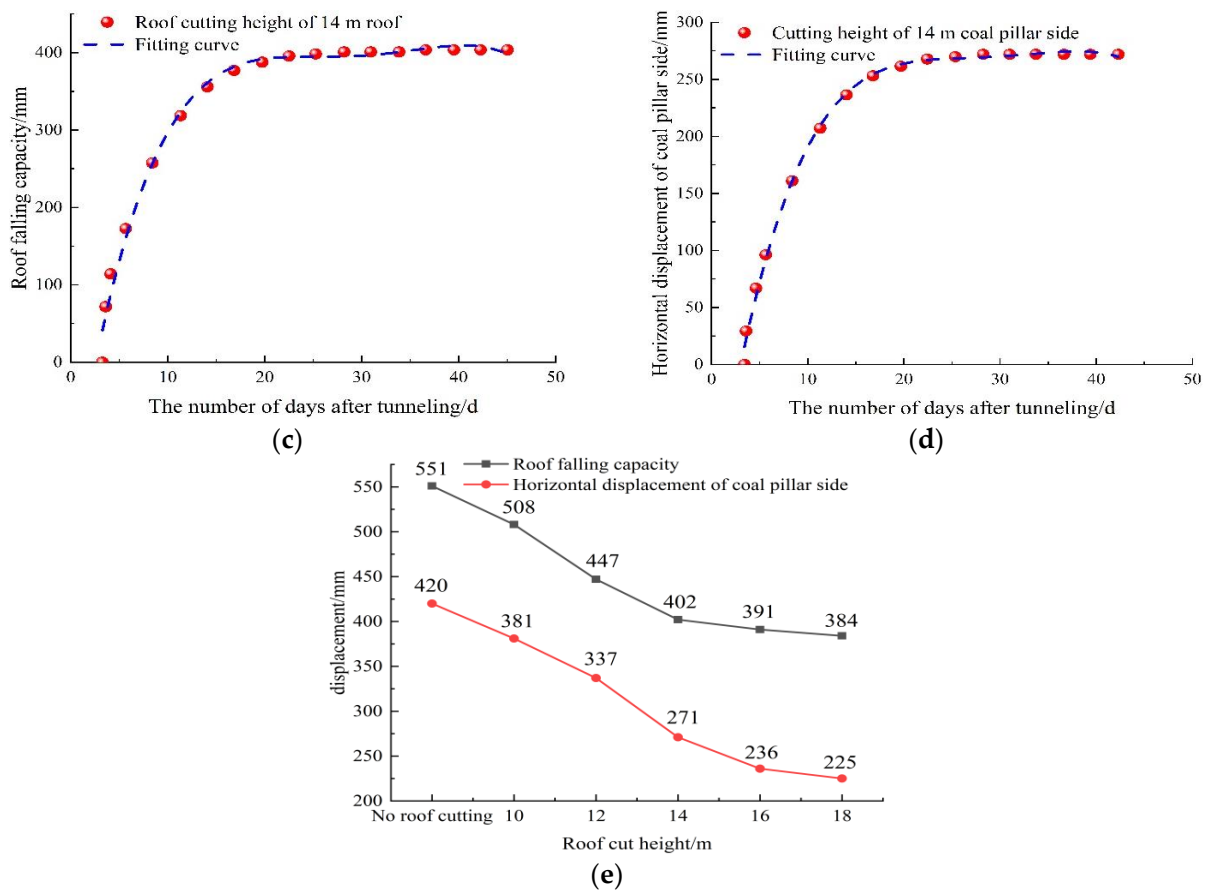 Roof cutting height of 14 m roof
Fitting curve
Roof falling capacity/mm
400
300
200
100
0
0 10 20 30 40 50
The number of days after tunneling/d
(c)
Cutting height of 14 m coal pillar side
Fitting curve
Horizontal displacement of coal pillar side/mm
300
250
200
150
100
50
0
0 10 20 30 40 50
The number of days after tunneling/d
(d)
Roof falling capacity
Horizontal displacement of coal pillar side
displacement/mm
550
500
450
400
350
300
250
200
551
508
447
402
391
384
420
381
337
271
236
225
No roof cutting 10 12 14 16 18
Roof cut height/m
(e)